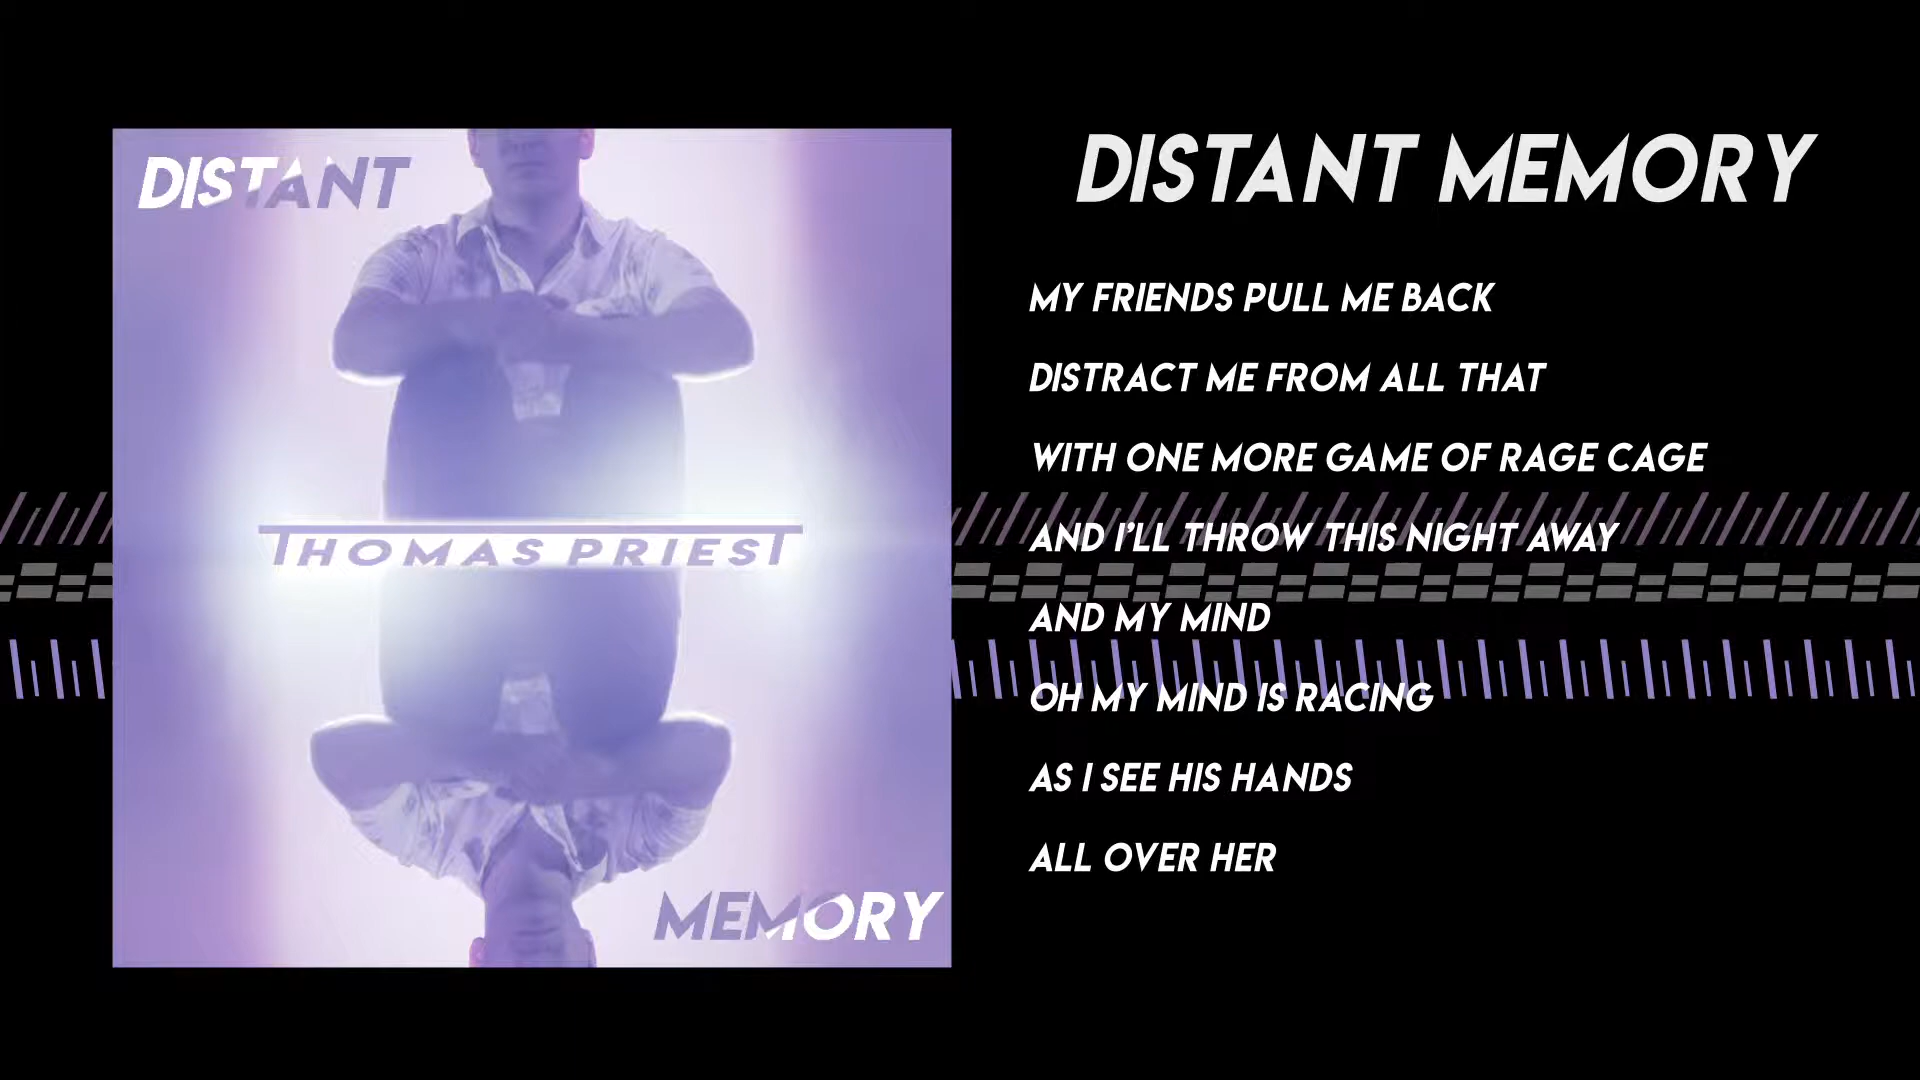 DISTANT
THOMAS PRIEST
MEMORY
DISTANT MEMORY
MY FRIENDS PULL ME BACK
DISTRACT ME FROM ALL THAT
WITH ONE MORE GAME OF RAGE CAGE
AND I'LL THROW THIS NIGHT AWAY
AND MY MIND
OH MY MIND IS RACING
AS I SEE HIS HANDS
ALL OVER HER